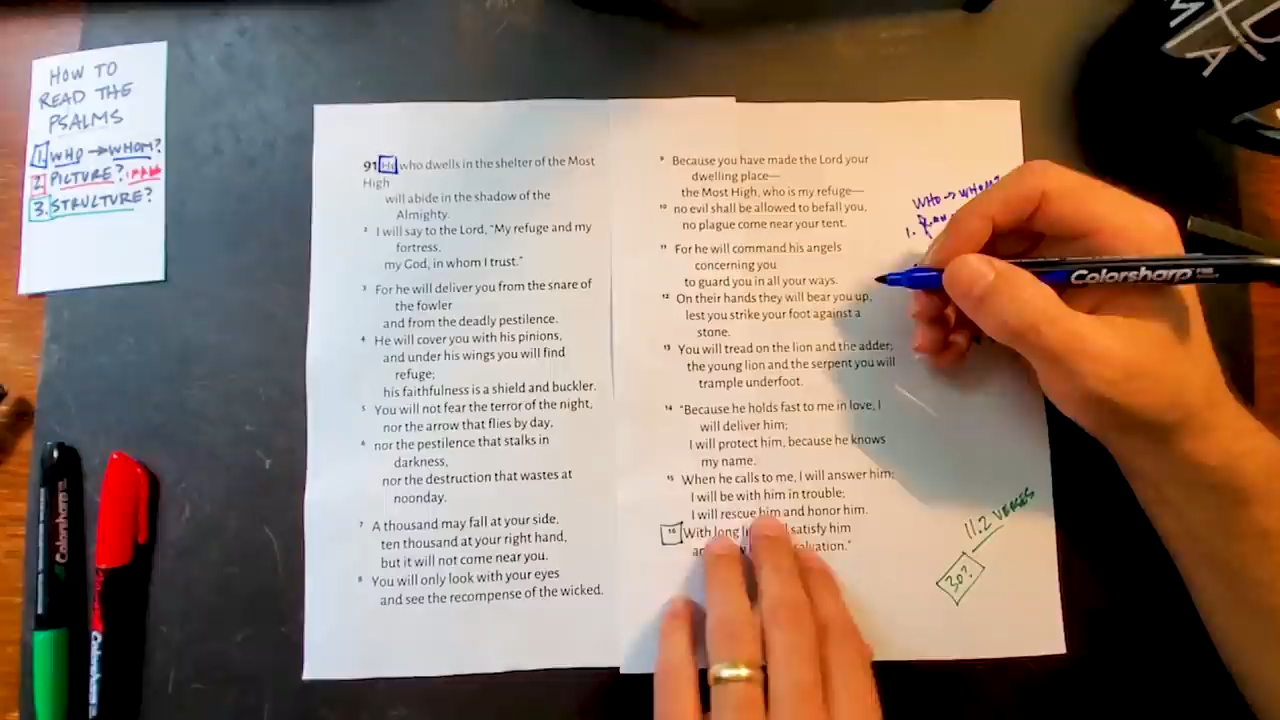 HOW TO
READ THE
PSALMS
1. WHO → WHOM?
2. PICTURE?
3. STRUCTURE?
91 He who dwells in the shelter of the Most
High
will abide in the shadow of the
Almighty.
2 I will say to the Lord, "My refuge and my
fortress,
my God, in whom I trust."
3 For he will deliver you from the snare of
the fowler
and from the deadly pestilence.
4 He will cover you with his pinions,
and under his wings you will find
refuge;
his faithfulness is a shield and buckler.
5 You will not fear the terror of the night,
nor the arrow that flies by day,
6 nor the pestilence that stalks in
darkness,
nor the destruction that wastes at
noonday.
7 A thousand may fall at your side,
ten thousand at your right hand,
but it will not come near you.
8 You will only look with your eyes
and see the recompense of the wicked.
9 Because you have made the Lord your
dwelling place—
the Most High, who is my refuge—
10 no evil shall be allowed to befall you,
no plague come near your tent.
11 For he will command his angels
concerning you
to guard you in all your ways.
12 On their hands they will bear you up,
lest you strike your foot against a
stone.
13 You will tread on the lion and the adder;
the young lion and the serpent you will
trample underfoot.
14 "Because he holds fast to me in love, I
will deliver him;
I will protect him, because he knows
my name.
15 When he calls to me, I will answer him;
I will be with him in trouble;
I will rescue him and honor him.
16 With long satisfy him
WHO → WHOM?
1.
11.2 VERSES
30?
Colorsharp
Colorsharp
Colorsharp